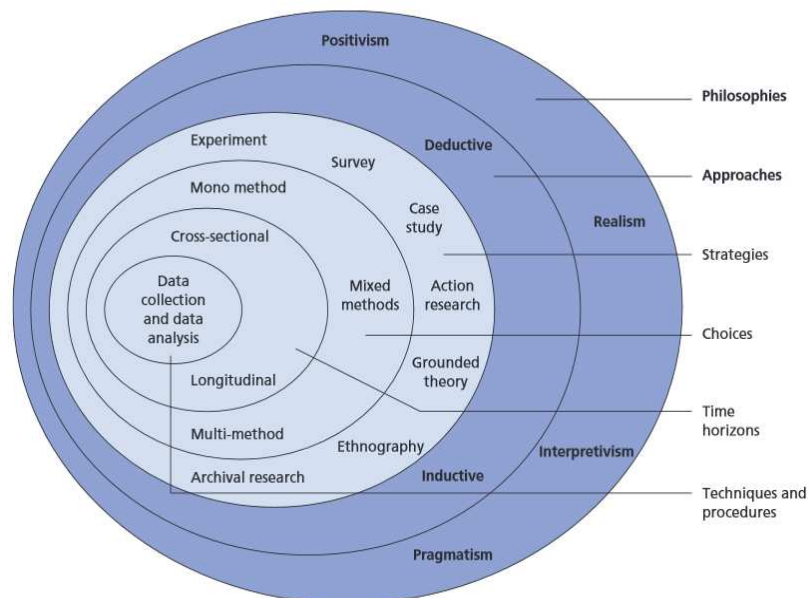 Positivism
Philosophies
Experiment
Deductive
Survey
Approaches
Mono method
Case
study
Realism
Cross-sectional
Strategies
Data
collection
and data
analysis
Mixed
methods
Action
research
Choices
Grounded
theory
Longitudinal
Time
horizons
Multi-method
Ethnography
Interpretivism
Archival research
Inductive
Techniques and
procedures
Pragmatism